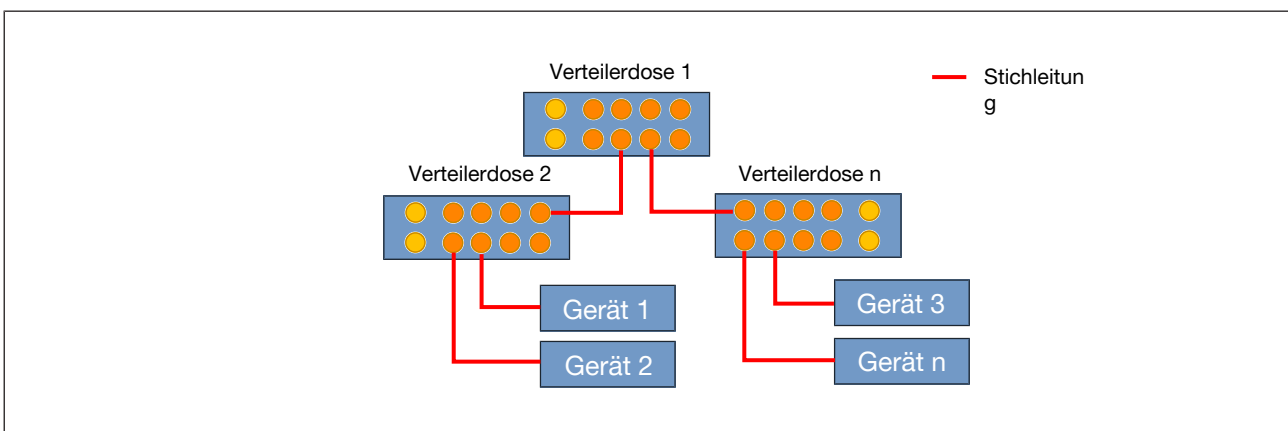 Verteilerdose 1
Stichleitun
g
Verteilerdose 2
Verteilerdose n
Gerät 1
Gerät 3
Gerät 2
Gerät n